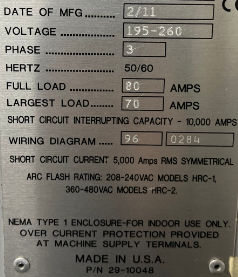 DATE OF MFG .......... 2/11
VOLTAGE ............... 195-260
PHASE .................. 3
HERTZ .................. 50/60
FULL LOAD ........... 80 AMPS
LARGEST LOAD..... 70 AMPS
SHORT CIRCUIT INTERRUPTING CAPACITY - 10,000 AMPS
WIRING DIAGRAM .... 96 0284
SHORT CIRCUIT CURRENT 5,000 Amps RMS SYMMETRICAL
ARC FLASH RATING: 208-240VAC MODELS HRC-1,
360-480VAC MODELS HRC-2.
NEMA TYPE 1 ENCLOSURE-FOR INDOOR USE ONLY.
OVER CURRENT PROTECTION PROVIDED
AT MACHINE SUPPLY TERMINALS.
MADE IN U.S.A.
P/N 29-10048